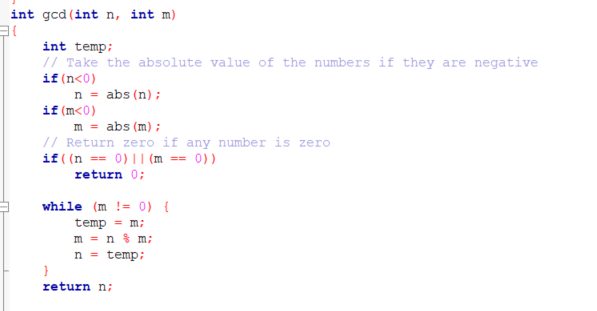 int gcd(int n, int m)
{
    int temp;
    // Take the absolute value of the numbers if they are negative
    if(n<0)
        n = abs(n);
    if(m<0)
        m = abs(m);
    // Return zero if any number is zero
    if((n == 0)||(m == 0))
        return 0;

    while (m != 0) {
        temp = m;
        m = n % m;
        n = temp;
    }
    return n;